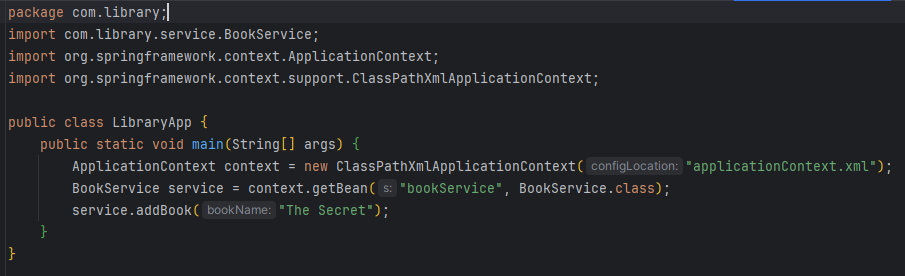 package com.library;
import com.library.service.BookService;
import org.springframework.context.ApplicationContext;
import org.springframework.context.support.ClassPathXmlApplicationContext;
public class LibraryApp {
public static void main(String[] args) {
ApplicationContext context = new ClassPathXmlApplicationContext( configLocation: "applicationContext.xml");
BookService service = context.getBean( s: "bookService", BookService.class);
service.addBook( bookName: "The Secret");
}
}